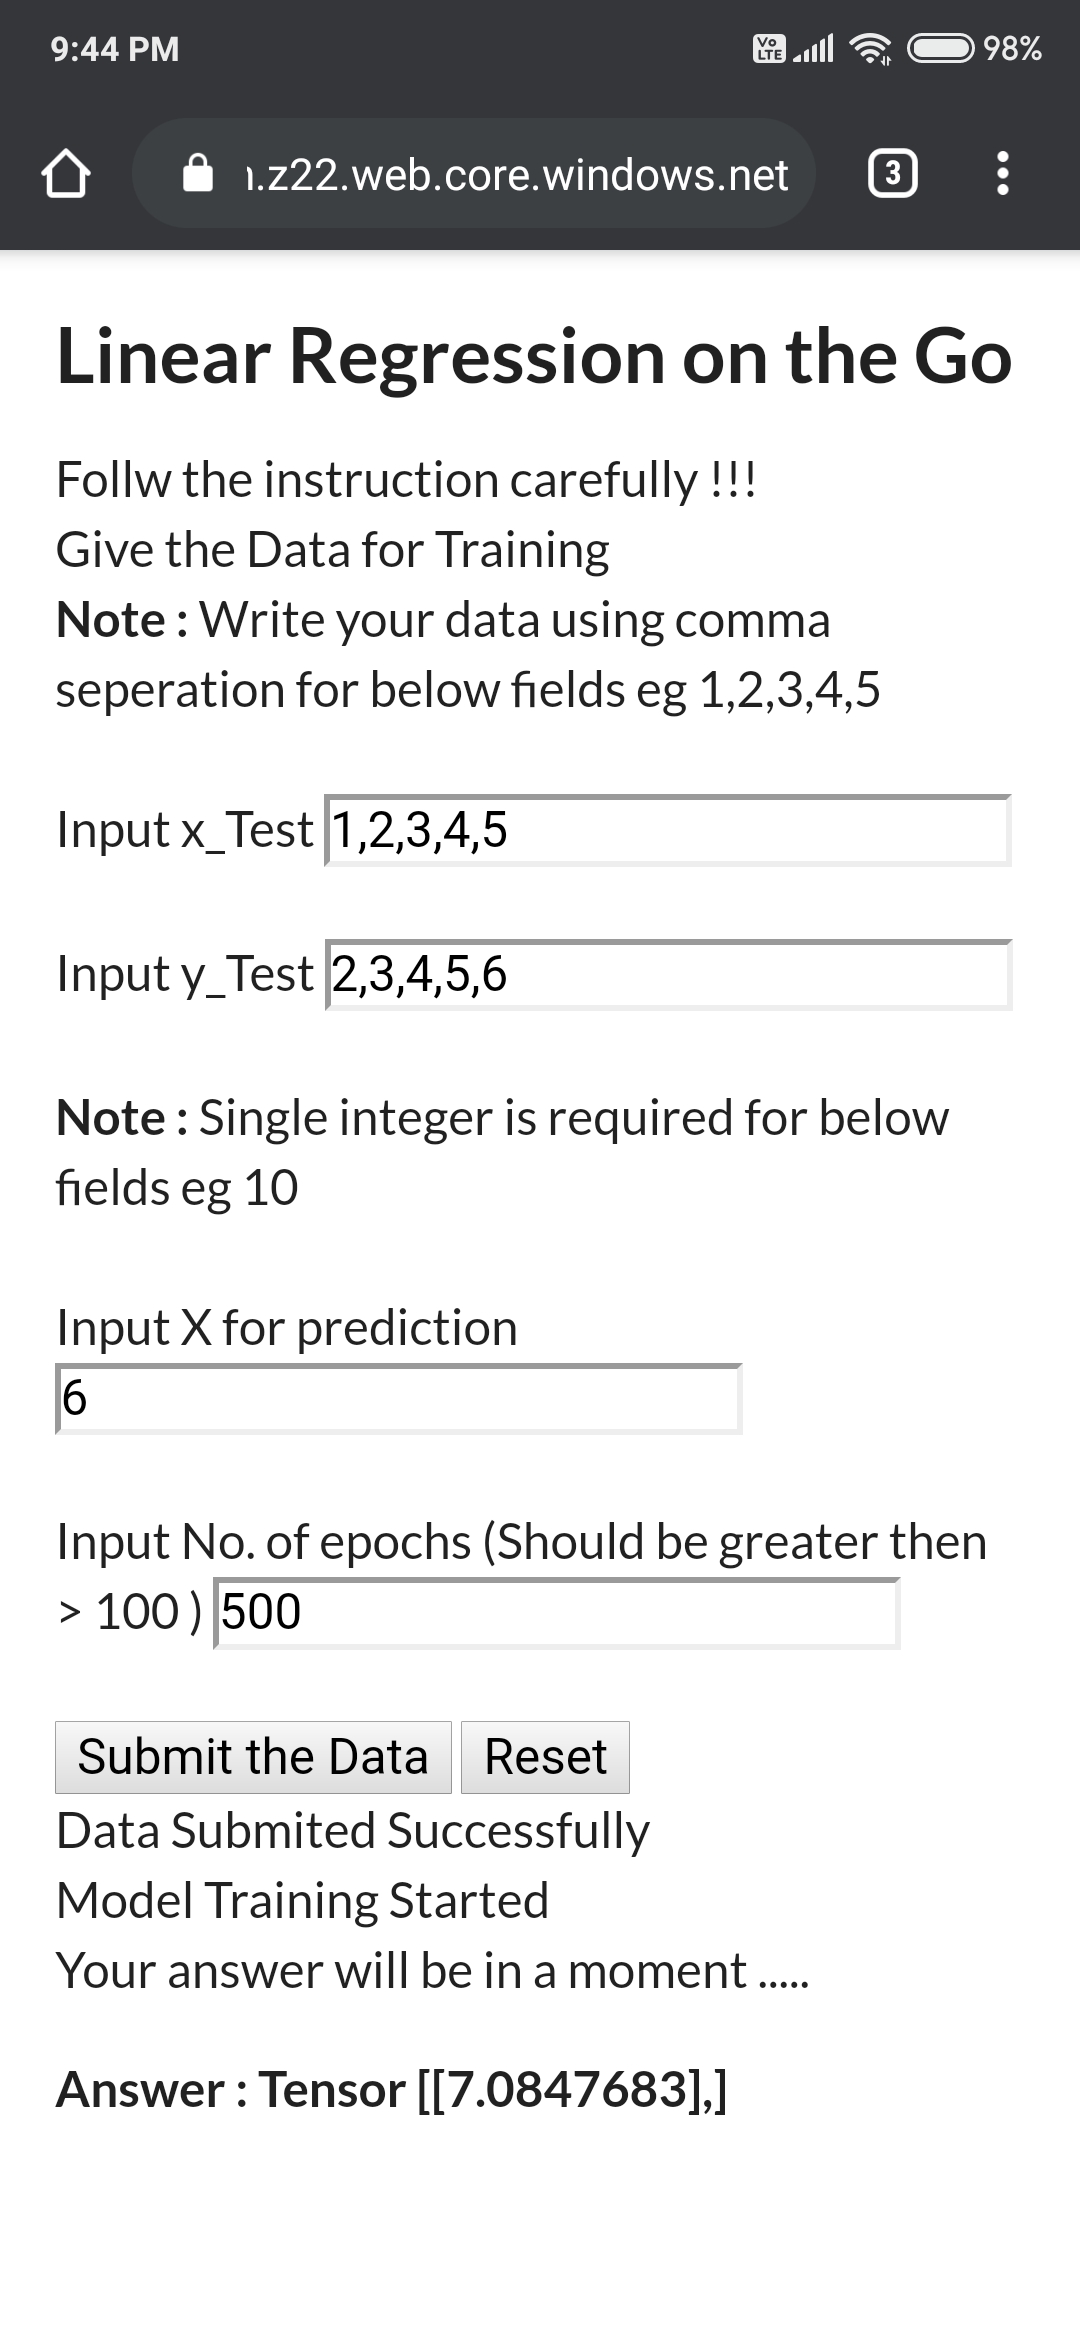 9:44 PM
Vo LTE
98%
.z22.web.core.windows.net
3
Linear Regression on the Go
Follw the instruction carefully !!!
Give the Data for Training
Note : Write your data using comma
seperation for below fields eg 1,2,3,4,5
Input x_Test 1,2,3,4,5
Input y_Test 2,3,4,5,6
Note : Single integer is required for below
fields eg 10
Input X for prediction
6
Input No. of epochs (Should be greater then
> 100 ) 500
Submit the Data Reset
Data Submited Successfully
Model Training Started
Your answer will be in a moment .....
Answer : Tensor [[7.0847683],]